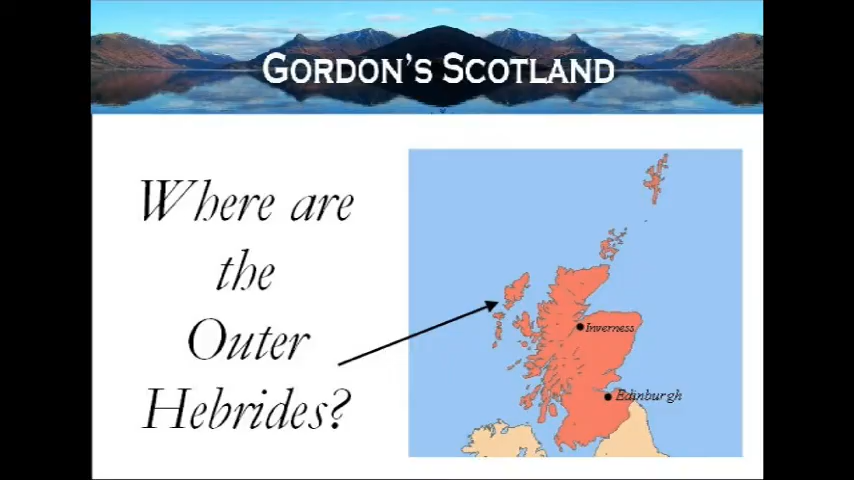 GORDON'S SCOTLAND
Where are
the
Outer
Hebrides?
Inverness
Edinburgh